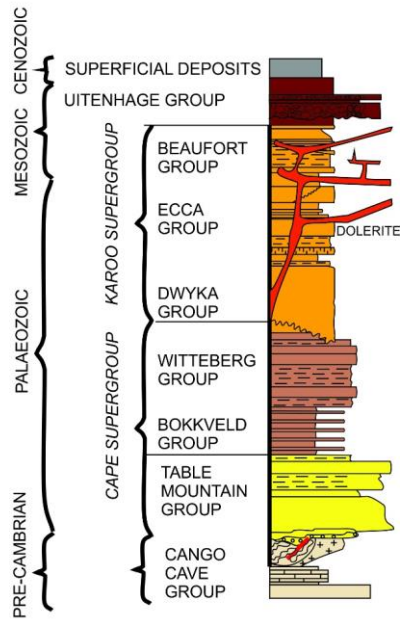 CENOZOIC
MESOZOIC
PALAEOZOIC
PRE-CAMBRIAN
KAROO SUPERGROUP
CAPE SUPERGROUP
SUPERFICIAL DEPOSITS
UITENHAGE GROUP
BEAUFORT
GROUP
ECCA
GROUP
DWYKA
GROUP
WITTEBERG
GROUP
BOKKVELD
GROUP
TABLE
MOUNTAIN
GROUP
CANGO
CAVE
GROUP
DOLERITE